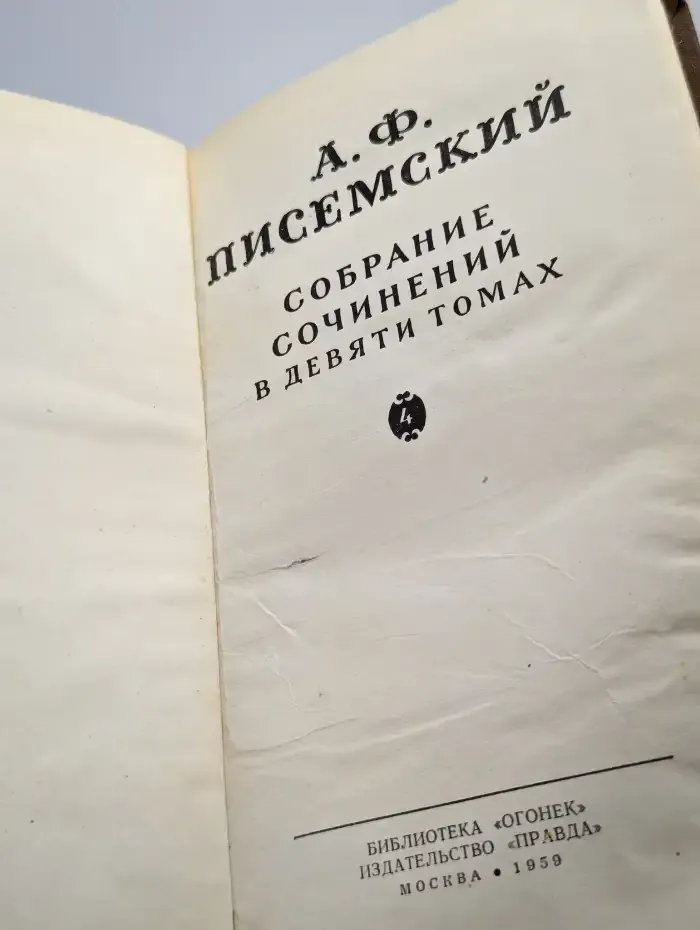 А. Ф.
ПИСЕМСКИЙ
СОБРАНИЕ
СОЧИНЕНИЙ
В ДЕВЯТИ ТОМАХ
4
БИБЛИОТЕКА «ОГОНЕК»
ИЗДАТЕЛЬСТВО «ПРАВДА»
МОСКВА • 1959